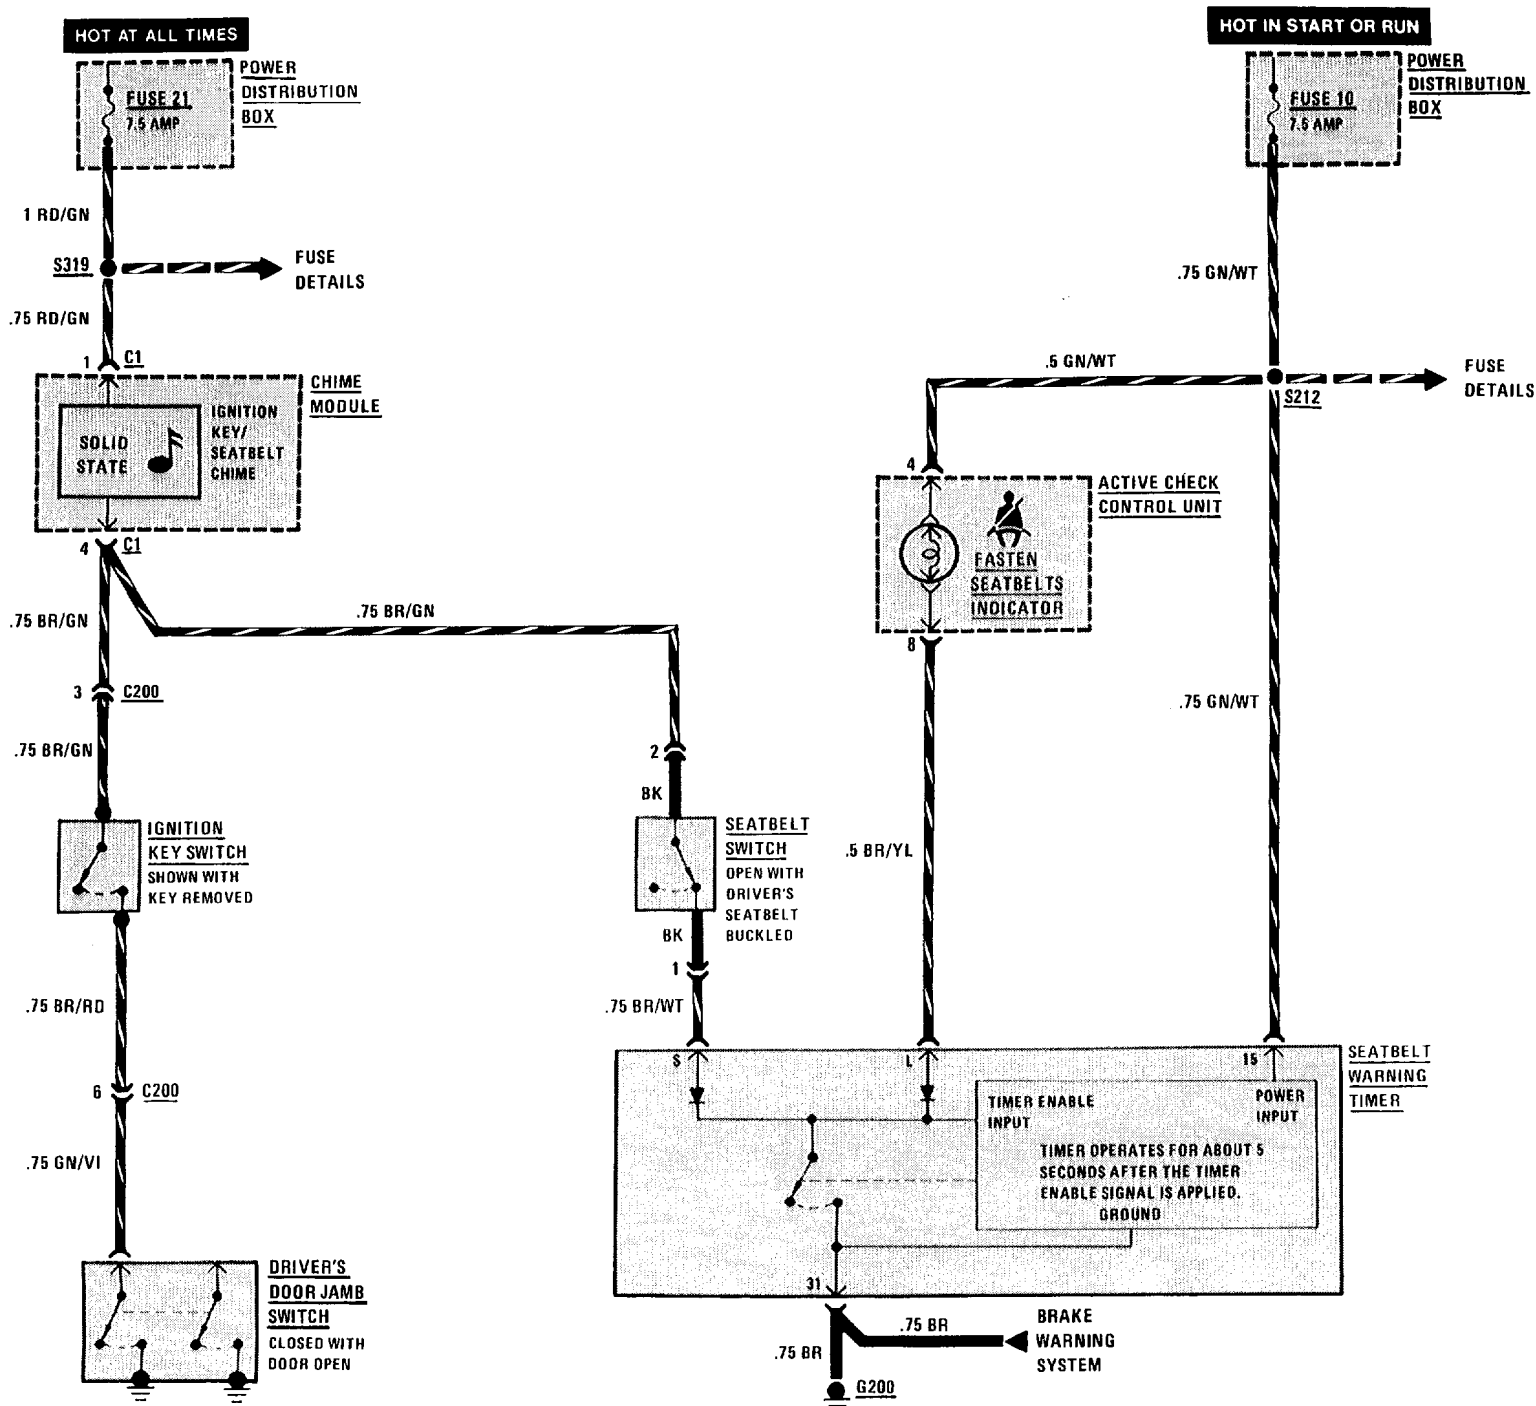 HOT AT ALL TIMES
POWER
DISTRIBUTION
BOX
FUSE 21
7.5 AMP
1 RD/GN
S319
FUSE
DETAILS
.75 RD/GN
1
C1
CHIME
MODULE
IGNITION
KEY/
SEATBELT
CHIME
SOLID
STATE
4
C1
.75 BR/GN
.75 BR/GN
3
C200
.75 BR/GN
IGNITION
KEY SWITCH
SHOWN WITH
KEY REMOVED
.75 BR/RD
6
C200
.75 GN/VI
DRIVER'S
DOOR JAMB
SWITCH
CLOSED WITH
DOOR OPEN
2
BK
SEATBELT
SWITCH
OPEN WITH
DRIVER'S
SEATBELT
BUCKLED
BK
1
.75 BR/WT
HOT IN START OR RUN
POWER
DISTRIBUTION
BOX
FUSE 10
7.5 AMP
.75 GN/WT
.5 GN/WT
S212
FUSE
DETAILS
4
ACTIVE CHECK
CONTROL UNIT
FASTEN
SEATBELTS
INDICATOR
8
.75 GN/WT
.5 BR/YL
S
L
15
SEATBELT
WARNING
TIMER
TIMER ENABLE
INPUT
POWER
INPUT
TIMER OPERATES FOR ABOUT 5
SECONDS AFTER THE TIMER
ENABLE SIGNAL IS APPLIED.
GROUND
31
.75 BR
BRAKE
WARNING
SYSTEM
.75 BR
G200